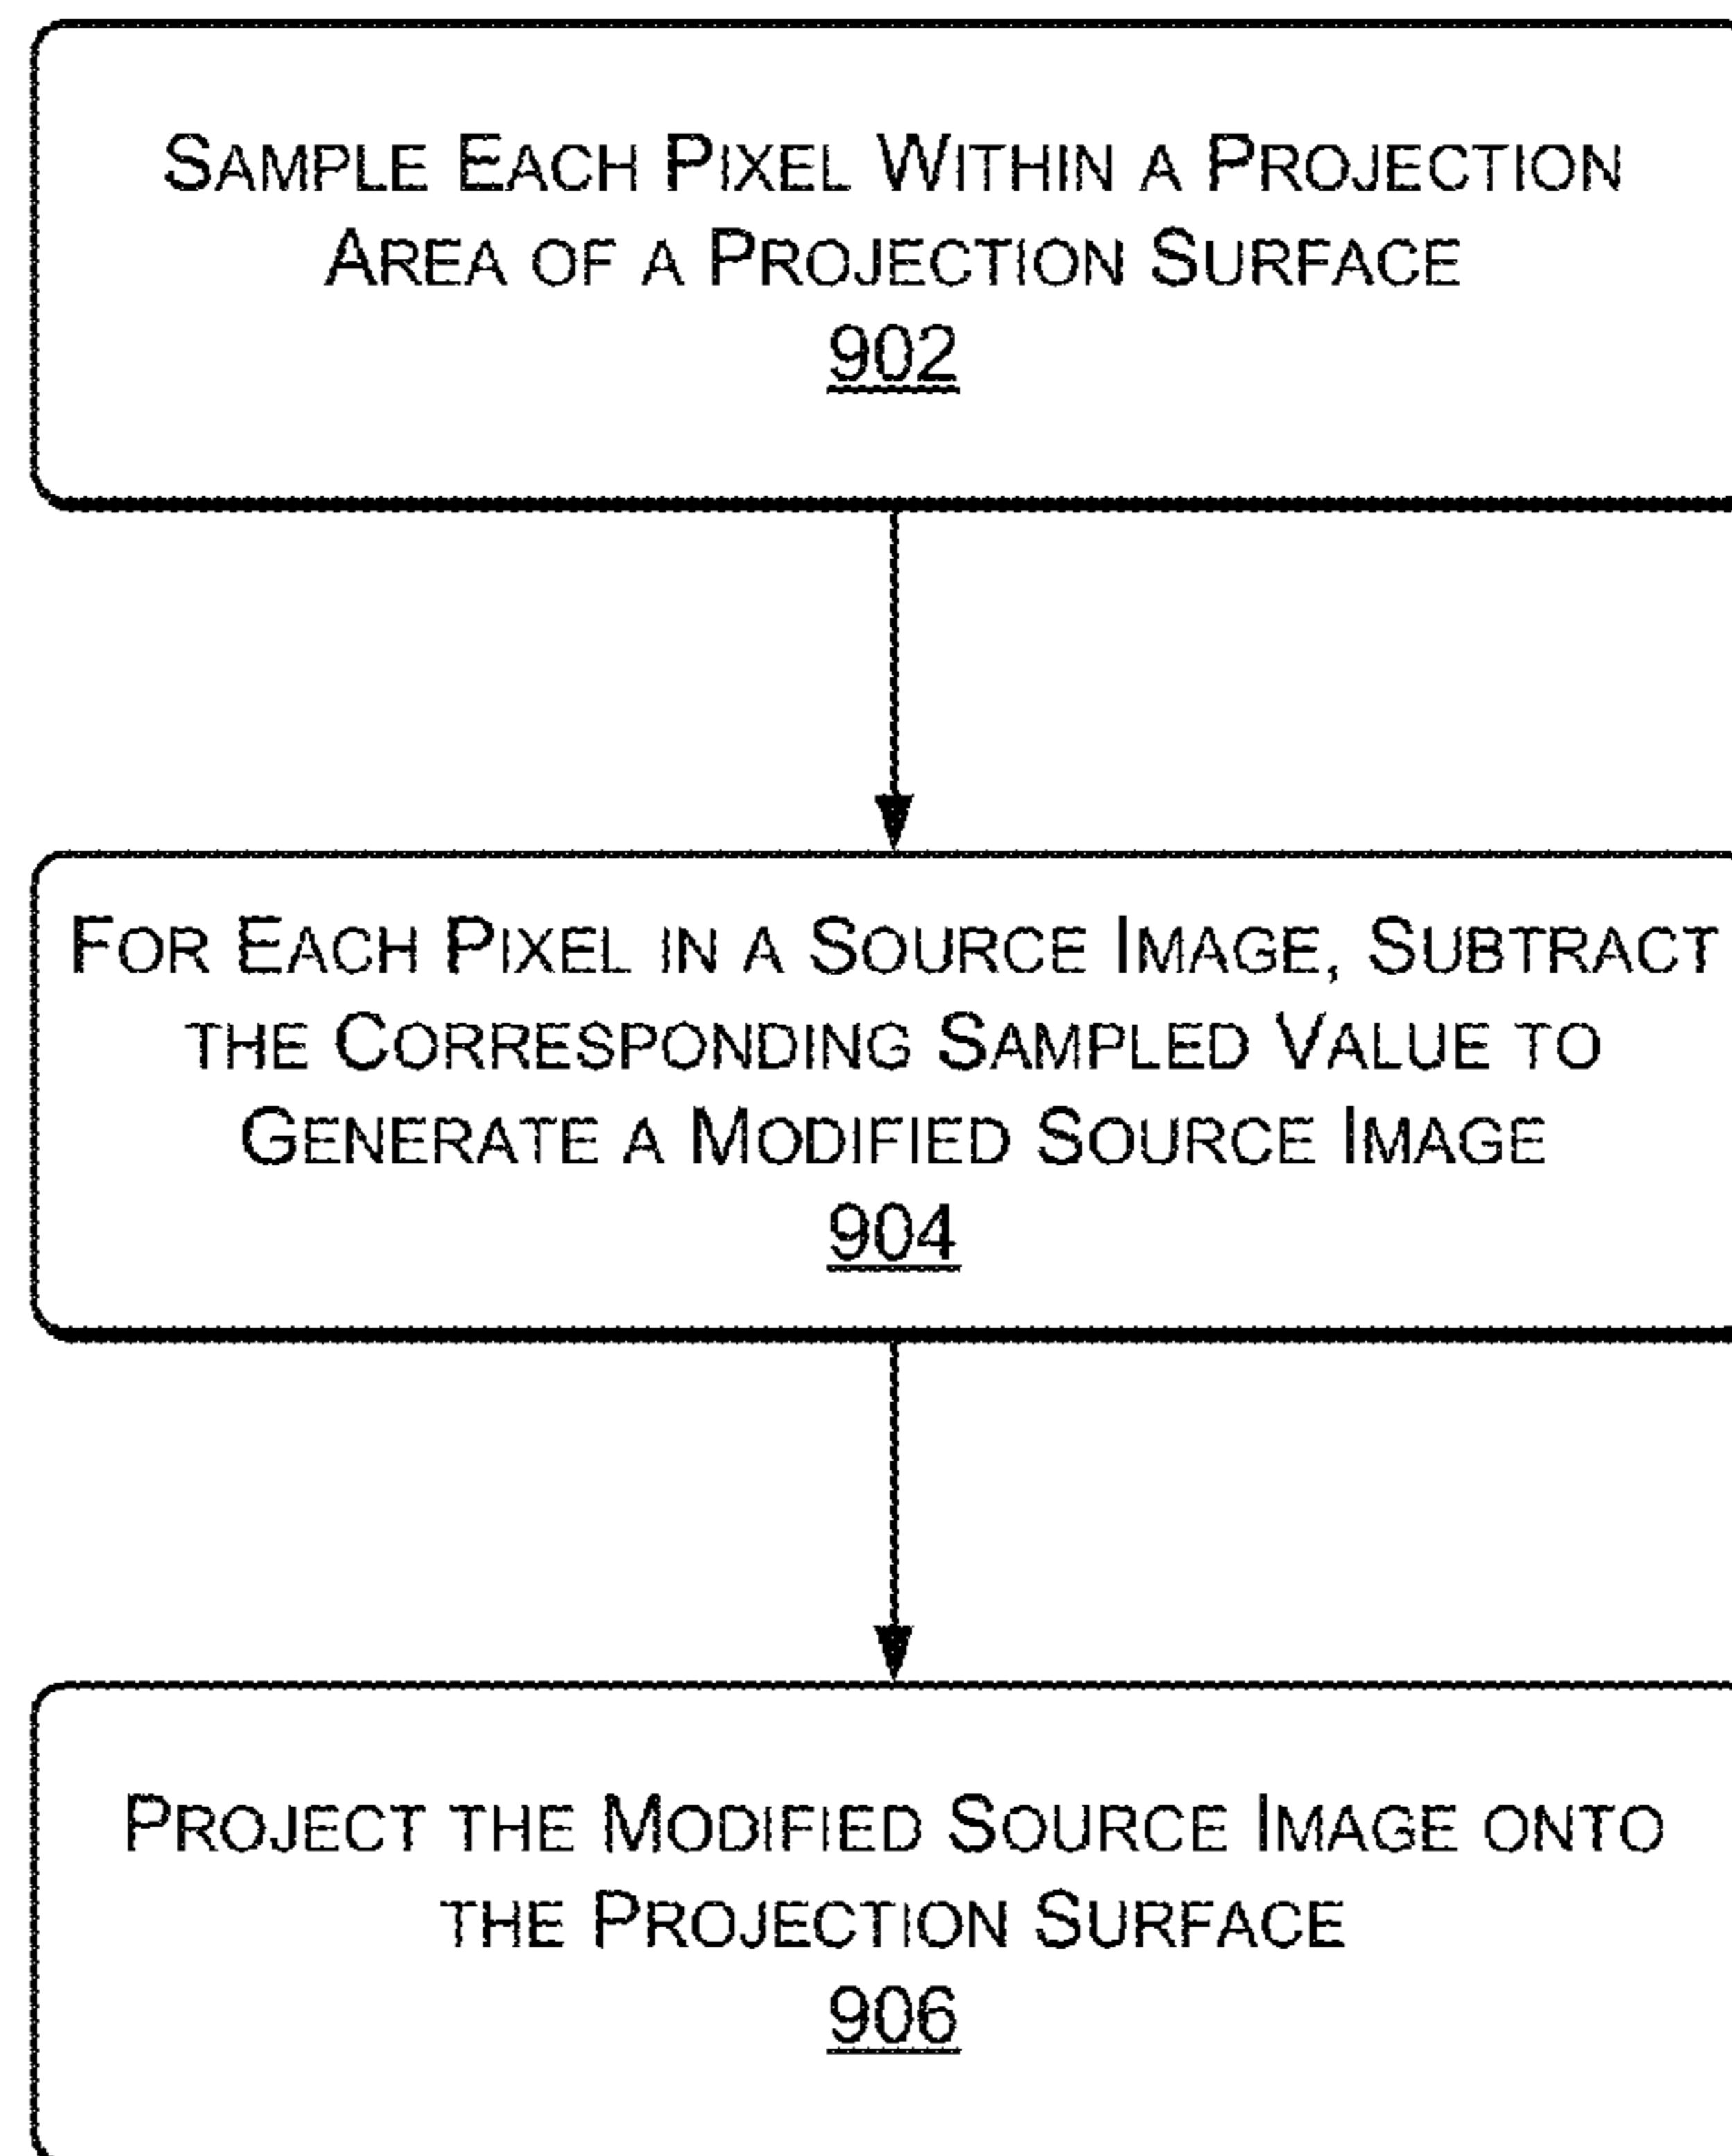 SAMPLE EACH PIXEL WITHIN A PROJECTION
AREA OF A PROJECTION SURFACE
902
FOR EACH PIXEL IN A SOURCE IMAGE, SUBTRACT
THE CORRESPONDING SAMPLED VALUE TO
GENERATE A MODIFIED SOURCE IMAGE
904
PROJECT THE MODIFIED SOURCE IMAGE ONTO
THE PROJECTION SURFACE
906